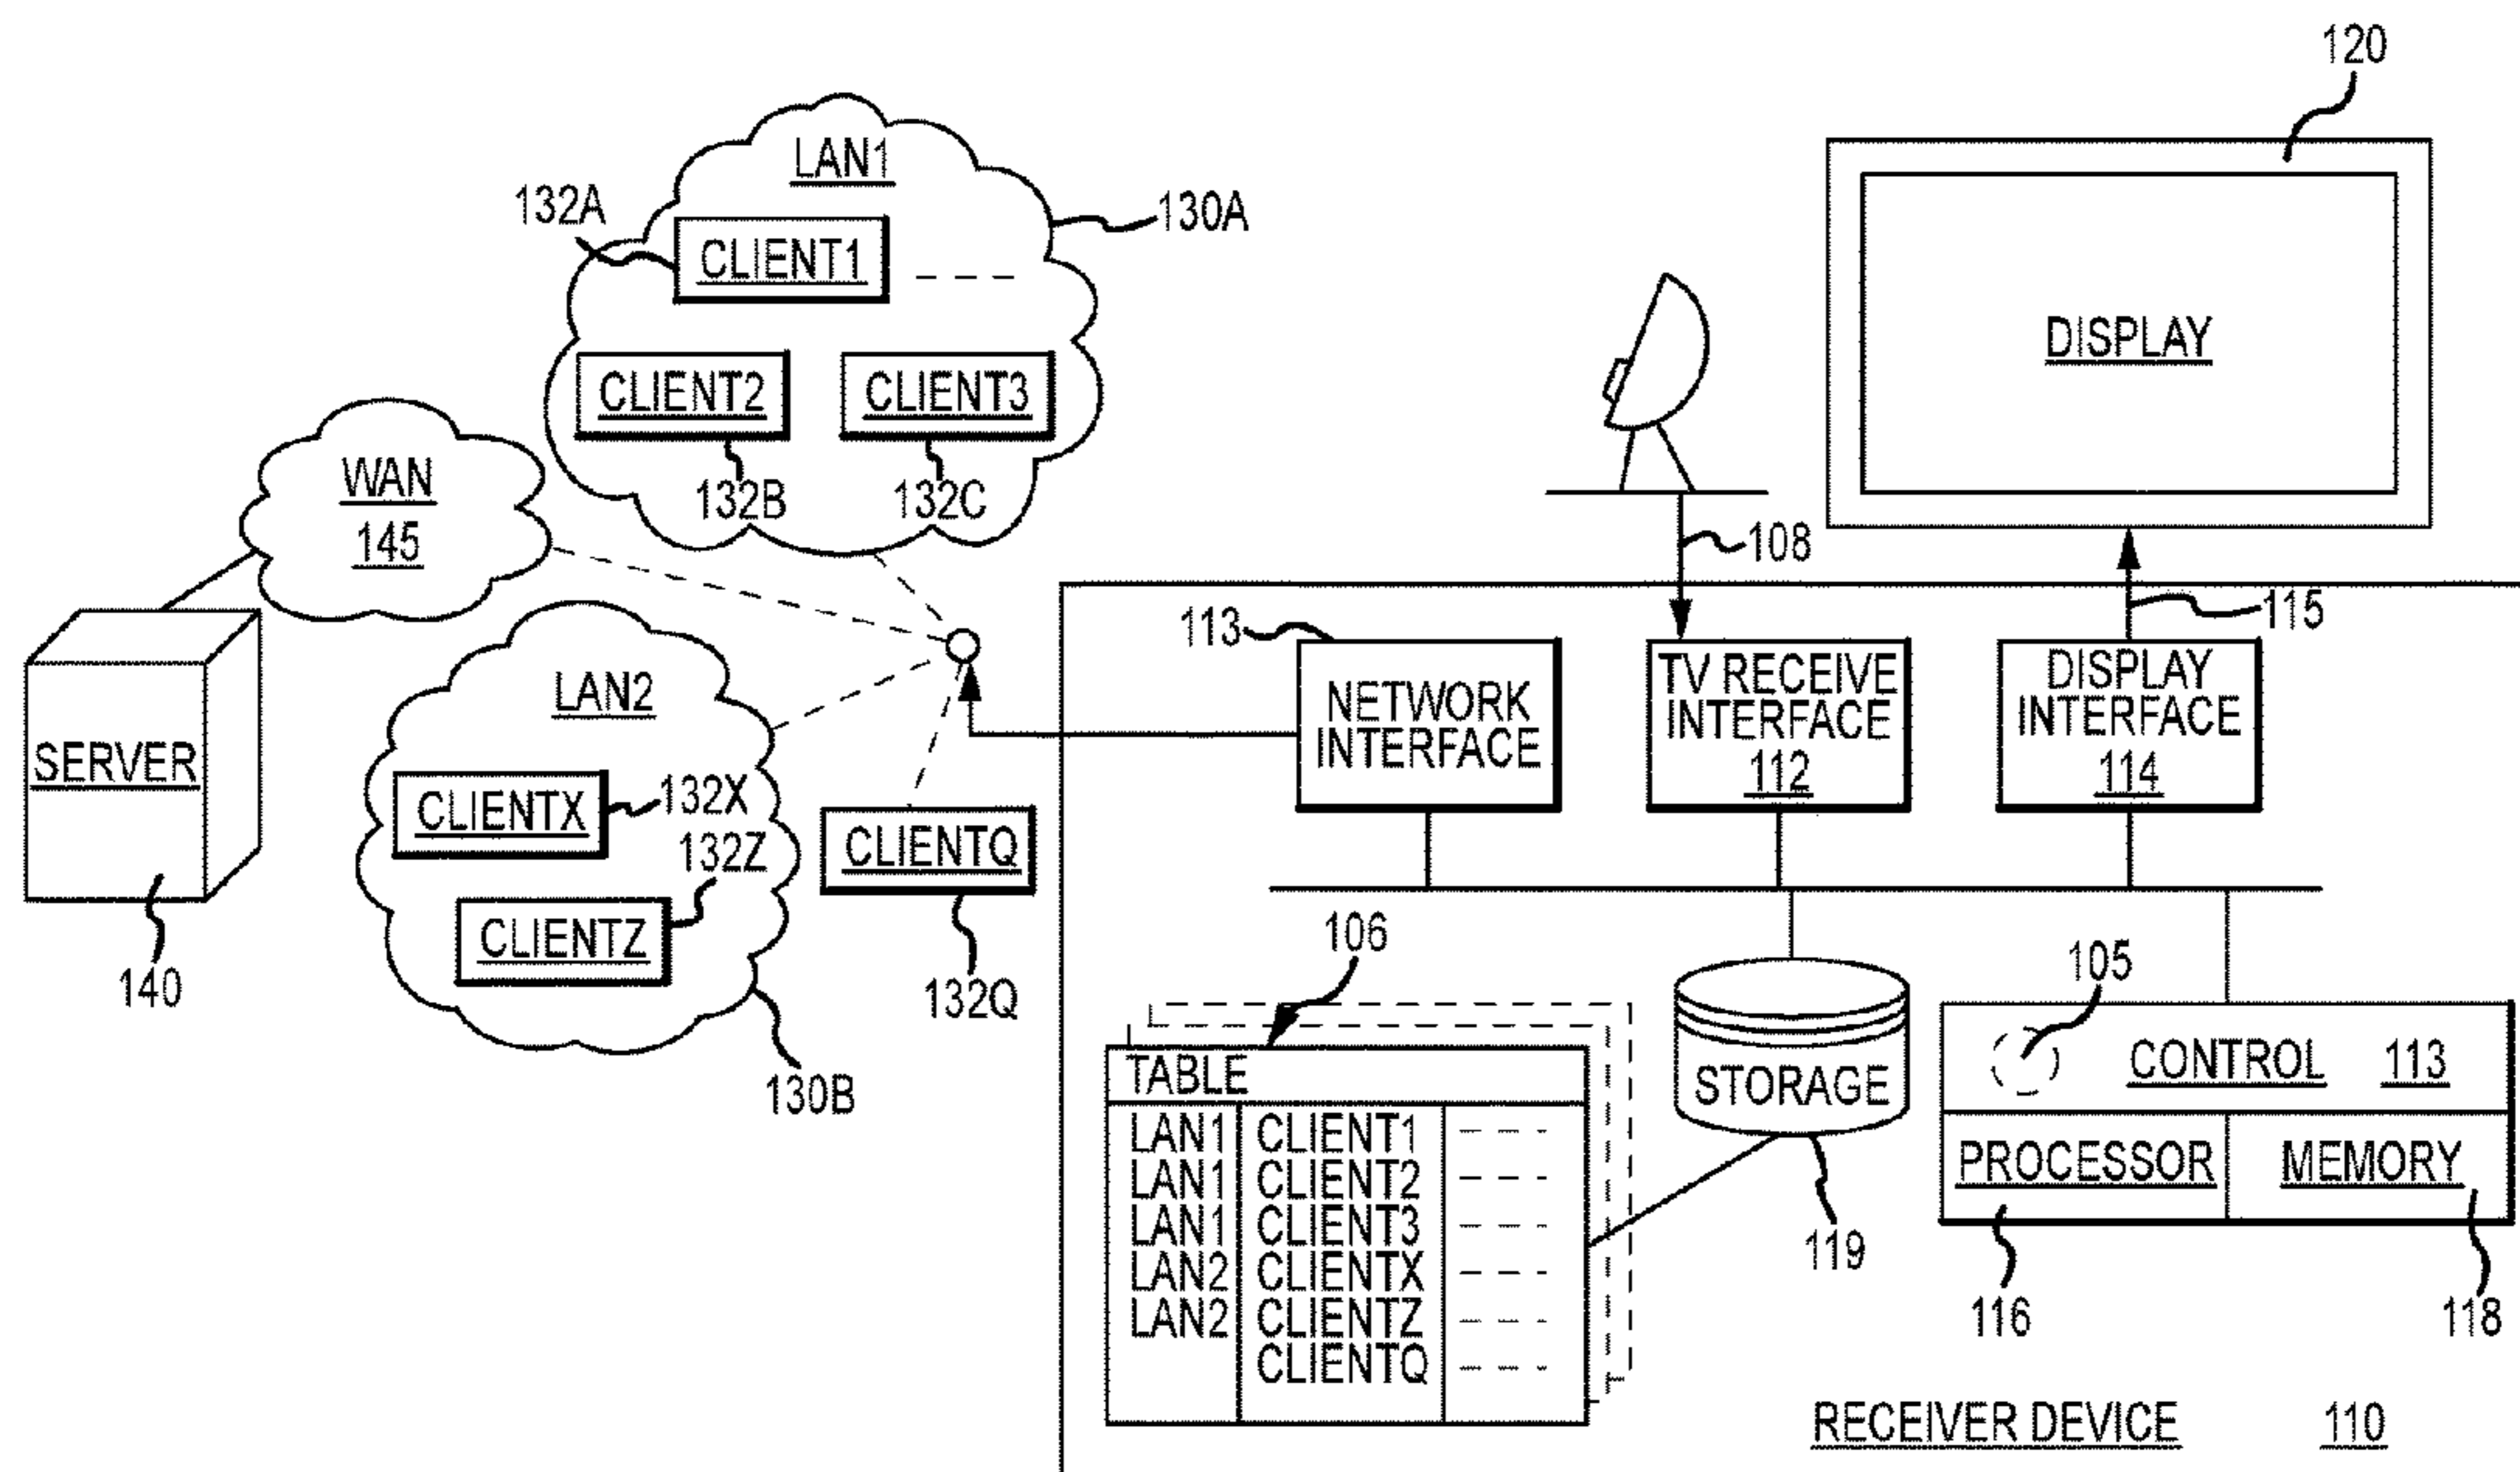 120
LAN1
132A
130A
CLIENT1
DISPLAY
CLIENT2
CLIENT3
WAN
145
132B
132C
108
115
113
LAN2
NETWORK
INTERFACE
TV RECEIVE
INTERFACE
112
DISPLAY
INTERFACE
114
SERVER
CLIENTX
132X
132Z
CLIENTQ
CLIENTZ
140
132Q
130B
106
105
TABLE
LAN1 CLIENT1
LAN1 CLIENT2
LAN1 CLIENT3
LAN2 CLIENTX
LAN2 CLIENTZ
CLIENTQ
STORAGE
119
CONTROL 113
PROCESSOR
MEMORY
116
118
RECEIVER DEVICE 110